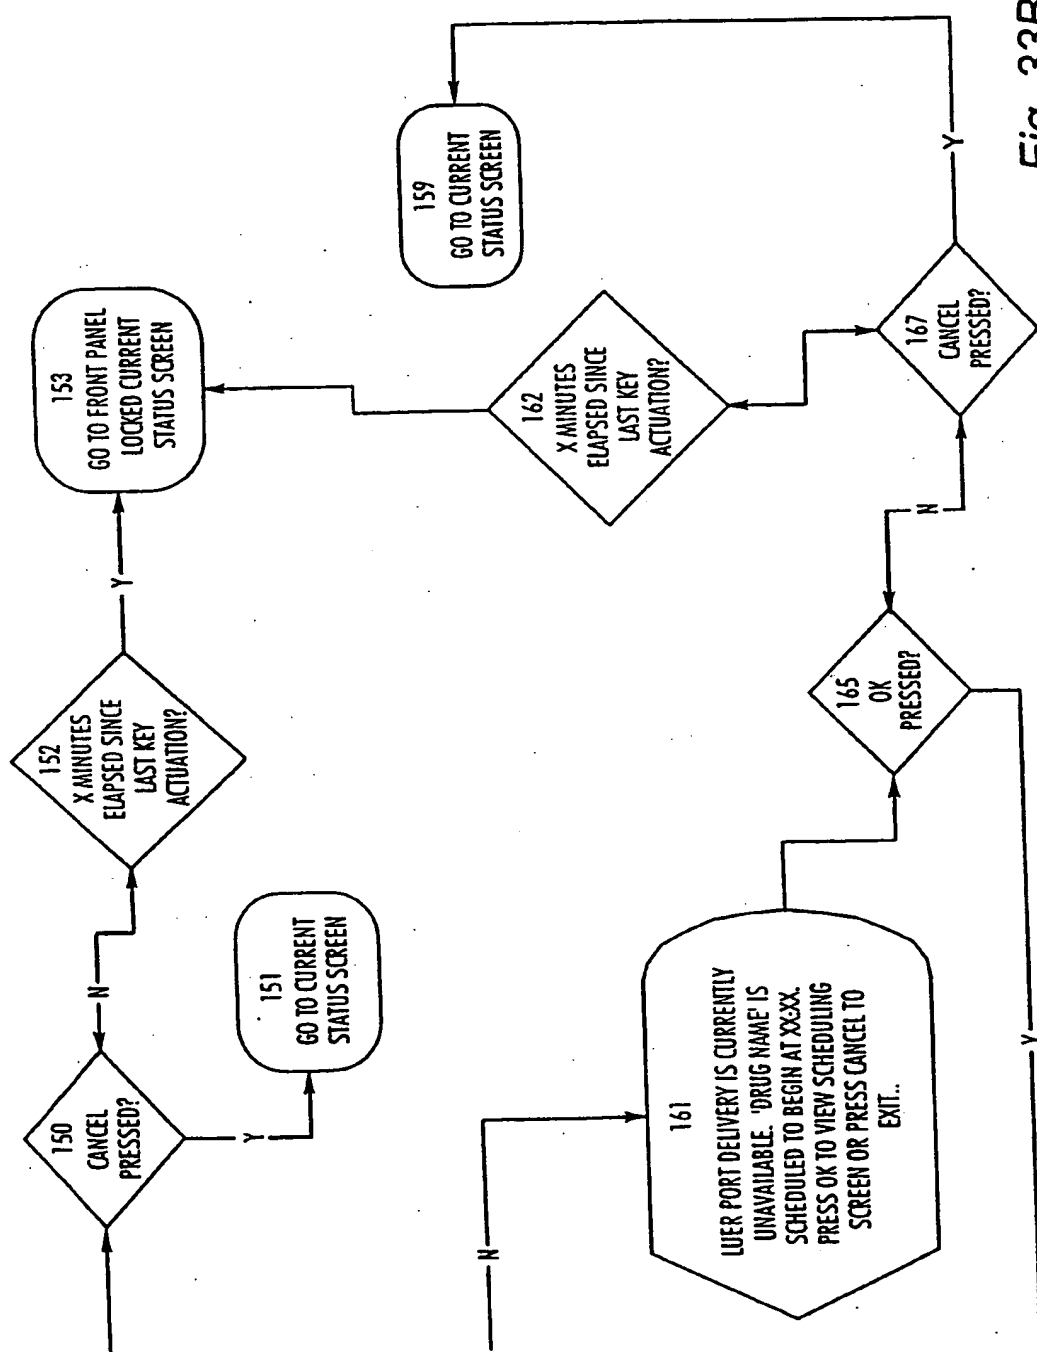 150
CANCEL
PRESSED?
N
Y
151
GO TO CURRENT
STATUS SCREEN
152
X MINUTES
ELAPSED SINCE
LAST KEY
ACTUATION?
Y
153
GO TO FRONT PANEL
LOCKED CURRENT
STATUS SCREEN
N
161
LUER PORT DELIVERY IS CURRENTLY
UNAVAILABLE. 'DRUG NAME' IS
SCHEDULED TO BEGIN AT XX:XX.
PRESS OK TO VIEW SCHEDULING
SCREEN OR PRESS CANCEL TO
EXIT..
165
OK
PRESSED?
Y
N
162
X MINUTES
ELAPSED SINCE
LAST KEY
ACTUATION?
167
CANCEL
PRESSED?
Y
159
GO TO CURRENT
STATUS SCREEN
Fig. 33B